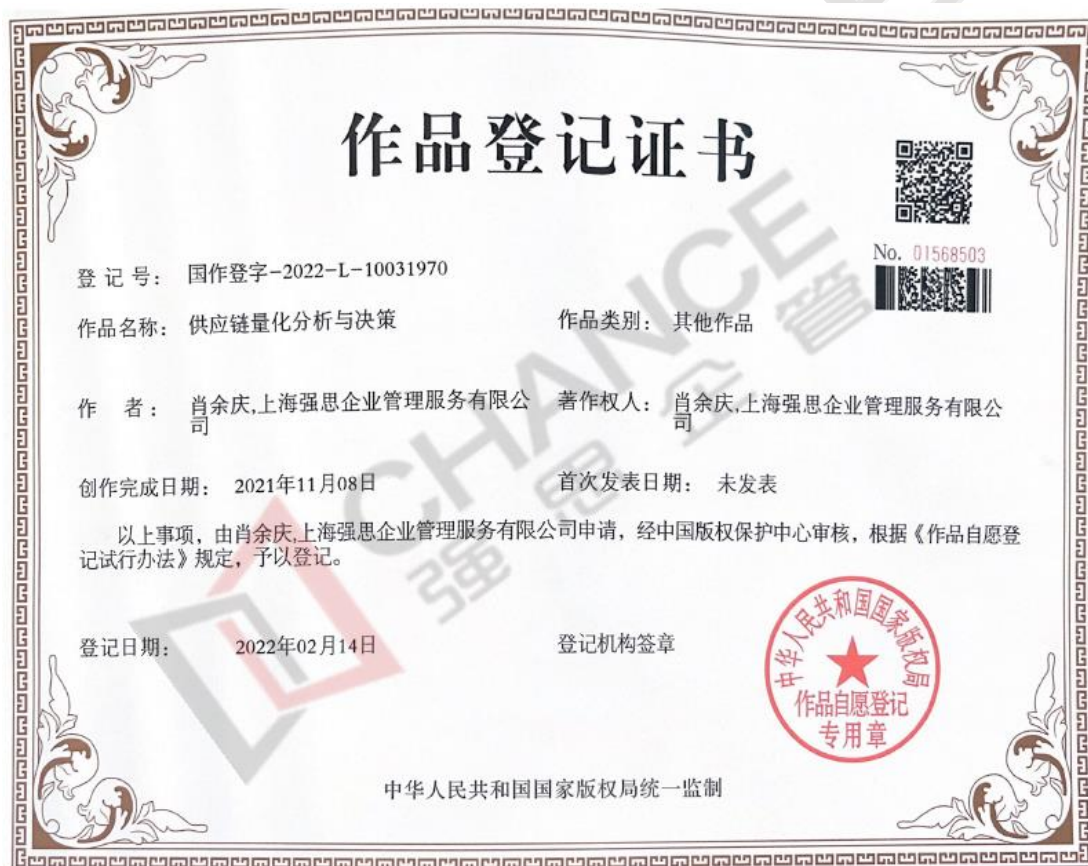 作品登记证书
No. 01568503
登 记 号： 国作登字-2022-L-10031970
作品名称： 供应链量化分析与决策
作品类别： 其他作品
作 者： 肖余庆,上海强思企业管理服务有限公
司
著作权人： 肖余庆,上海强思企业管理服务有限公
司
创作完成日期： 2021年11月08日
首次发表日期： 未发表
以上事项，由肖余庆,上海强思企业管理服务有限公司申请，经中国版权保护中心审核，根据《作品自愿登
记试行办法》规定，予以登记。
登记日期： 2022年02月14日
登记机构签章
中华人民共和国国家版权局
作品自愿登记
专用章
中华人民共和国国家版权局统一监制
CHANCE
强思企管